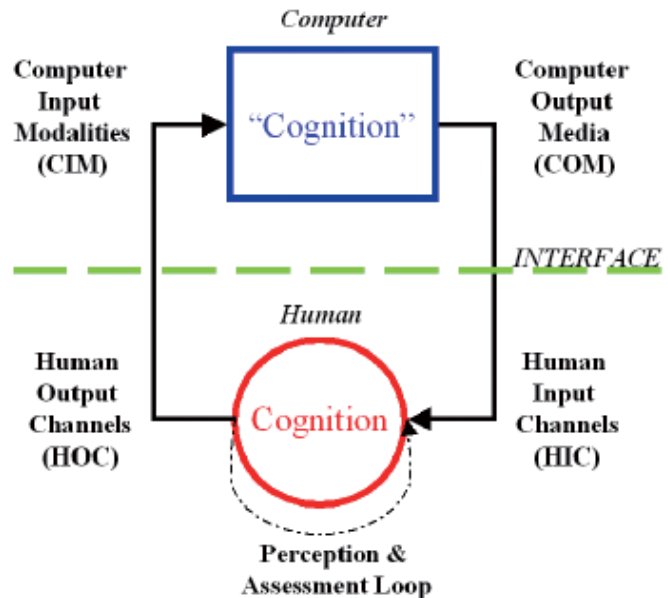 Computer
Computer
Input
Modalities
(CIM)
“Cognition”
Computer
Output
Media
(COM)
INTERFACE
Human
Human
Output
Channels
(HOC)
Cognition
Human
Input
Channels
(HIC)
Perception &
Assessment Loop